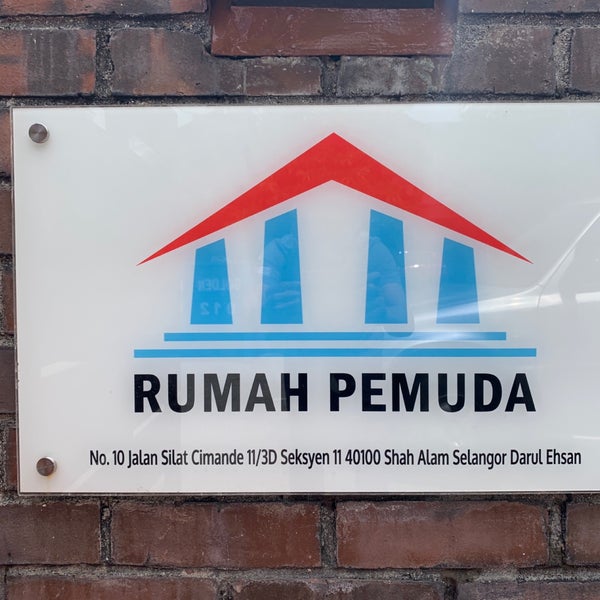 RUMAH PEMUDA
No. 10 Jalan Silat Cimande 11/3D Seksyen 11 40100 Shah Alam Selangor Darul Ehsan